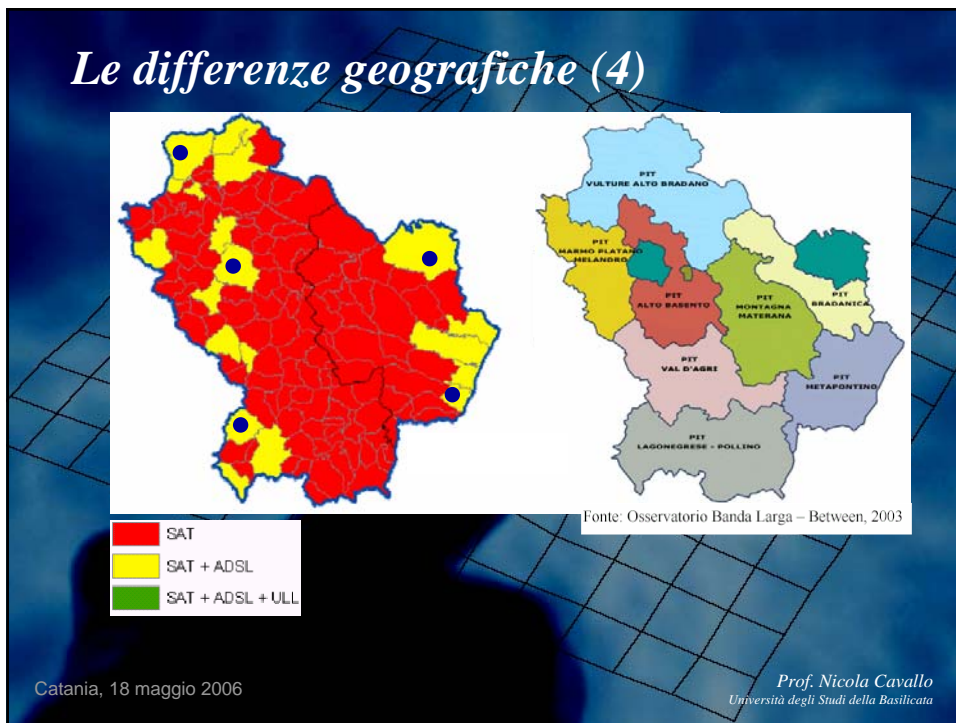 Le differenze geografiche (4)
PIT
VULTURE ALTO BRADANO
PIT
MARMO PLATANO
MELANDRO
PIT
ALTO BASENTO
PIT
MONTAGNA
MATERANA
PIT
BRADANICA
PIT
VAL D'AGRI
PIT
METAPONTINO
PIT
LAGONEGRESE - POLLINO
Fonte: Osservatorio Banda Larga – Between, 2003
SAT
SAT + ADSL
SAT + ADSL + ULL
Catania, 18 maggio 2006
Prof. Nicola Cavallo
Università degli Studi della Basilicata